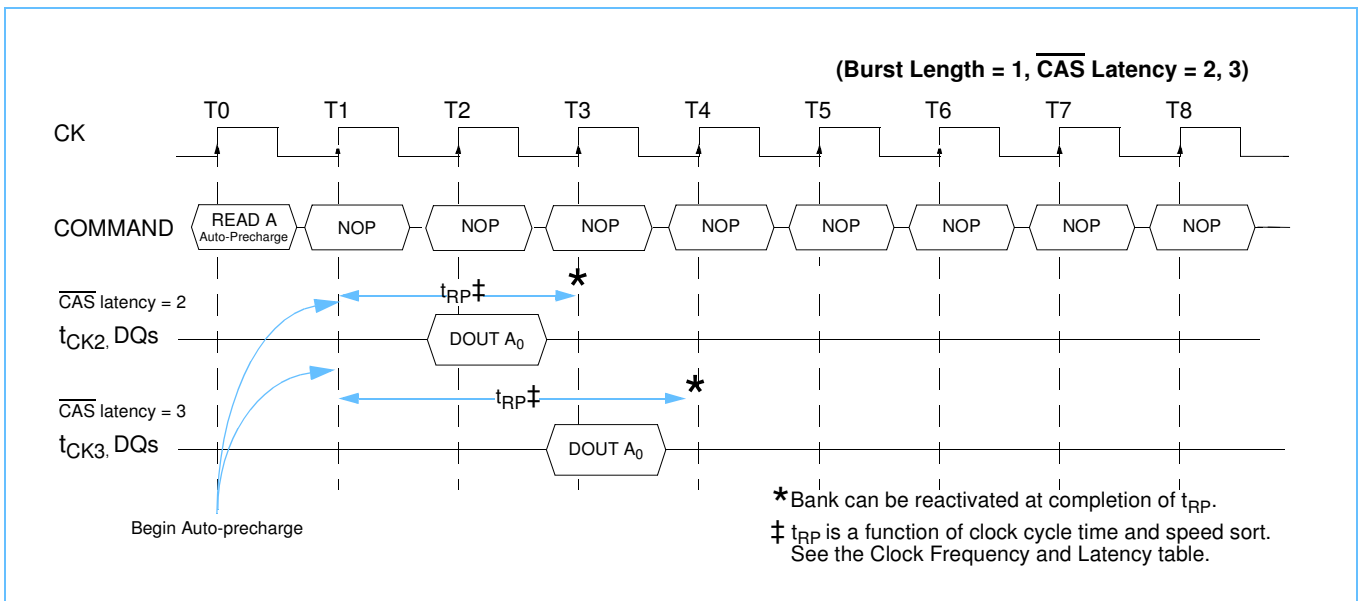 (Burst Length = 1, CAS Latency = 2, 3)
T0 T1 T2 T3 T4 T5 T6 T7 T8
CK
COMMAND
READ A
Auto-Precharge
NOP NOP NOP NOP NOP NOP NOP NOP
*
tRP‡
CAS latency = 2
tCK2, DQs
DOUT A0
*
tRP‡
CAS latency = 3
tCK3, DQs
DOUT A0
Begin Auto-precharge
*Bank can be reactivated at completion of tRP.
‡ tRP is a function of clock cycle time and speed sort.
See the Clock Frequency and Latency table.